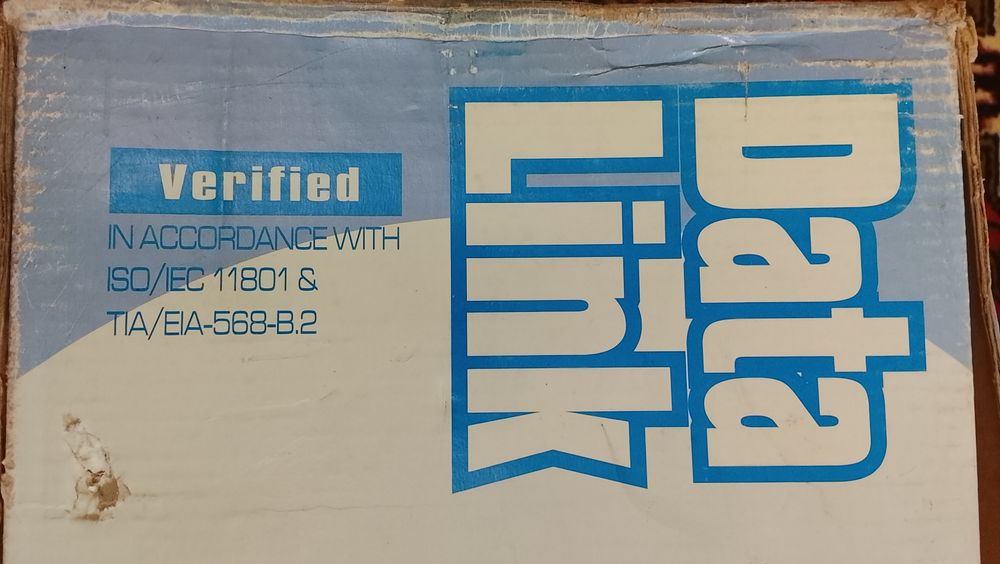 Verified
IN ACCORDANCE WITH
ISO/IEC 11801 &
TIA/EIA-568-B.2
Data
Link